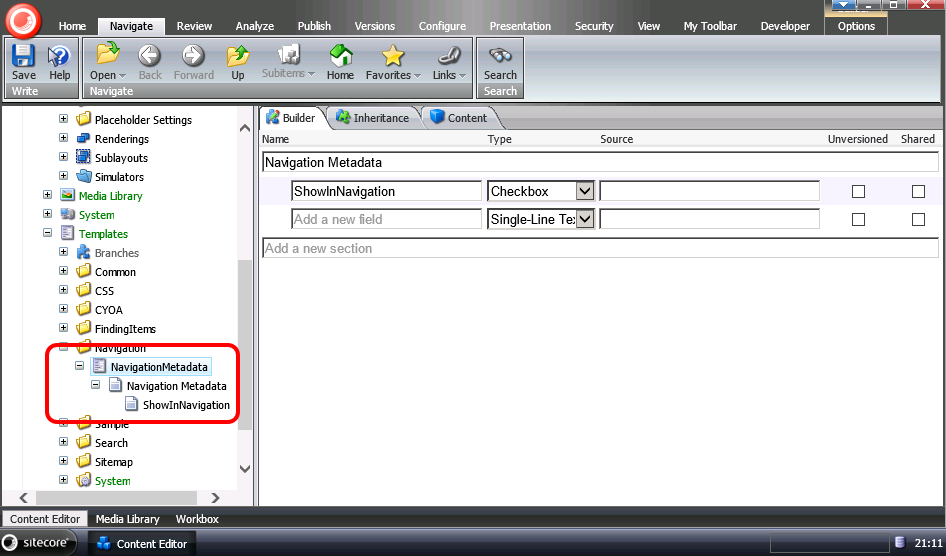 Home Navigate Review Analyze Publish Versions Configure Presentation Security View My Toolbar Developer Options
Save Help Open Back Forward Up Subitems Home Favorites Links Search
Write Navigate Search
Placeholder Settings
Renderings
Sublayouts
Simulators
Media Library
System
Templates
Branches
Common
CSS
CYOA
FindingItems
Navigation
NavigationMetadata
Navigation Metadata
ShowInNavigation
Sample
Search
Sitemap
System
Builder Inheritance Content
Name Type Source Unversioned Shared
Navigation Metadata
ShowInNavigation Checkbox
Add a new field Single-Line Tex
Add a new section
Content Editor Media Library Workbox
sitecore Content Editor 21:11